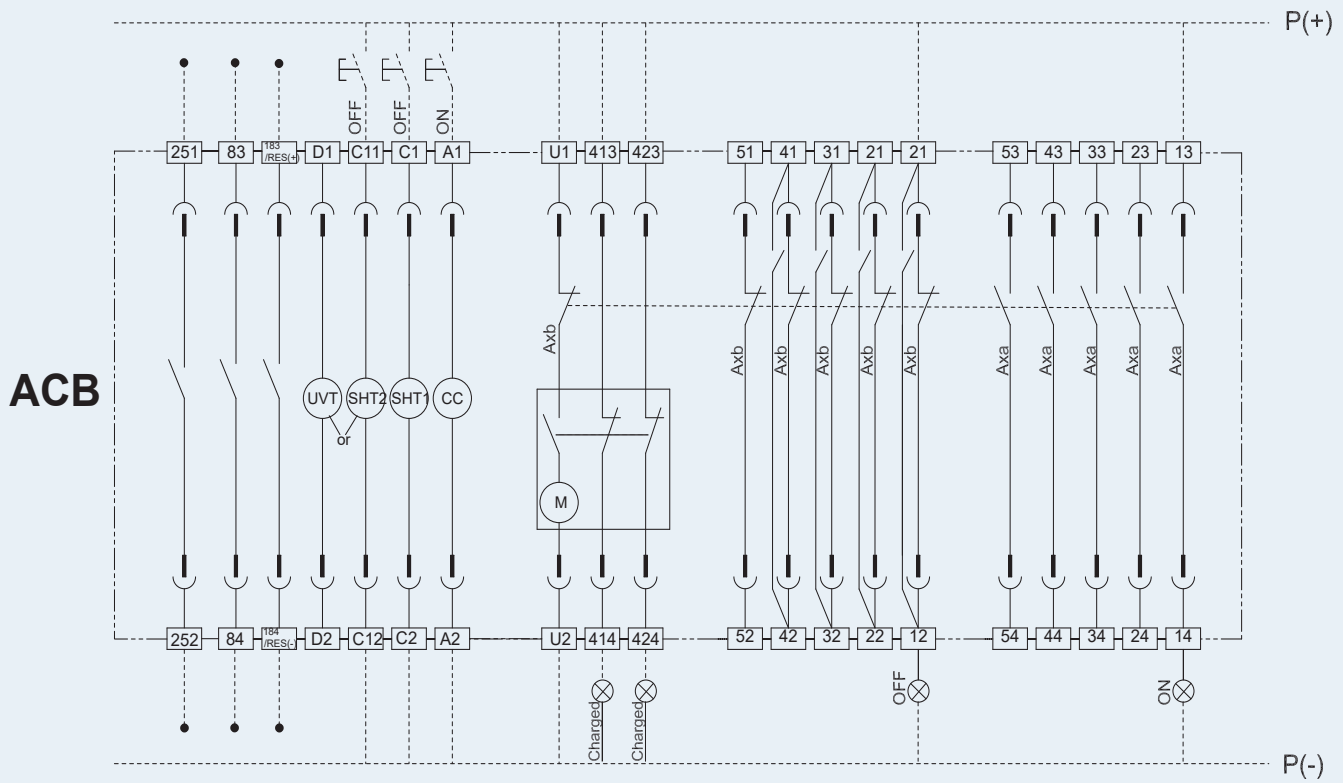 P(+)
OFF OFF ON
251 83 183/RES(+) D1 C11 C1 A1 U1 413 423 51 41 31 21 21 53 43 33 23 13
Axb Axb Axb Axb Axb Axb Axa Axa Axa Axa Axa
ACB
UVT SHT2 SHT1 CC
or
M
252 84 184/RES(-) D2 C12 C2 A2 U2 414 424 52 42 32 22 12 54 44 34 24 14
Charged Charged OFF ON
P(-)